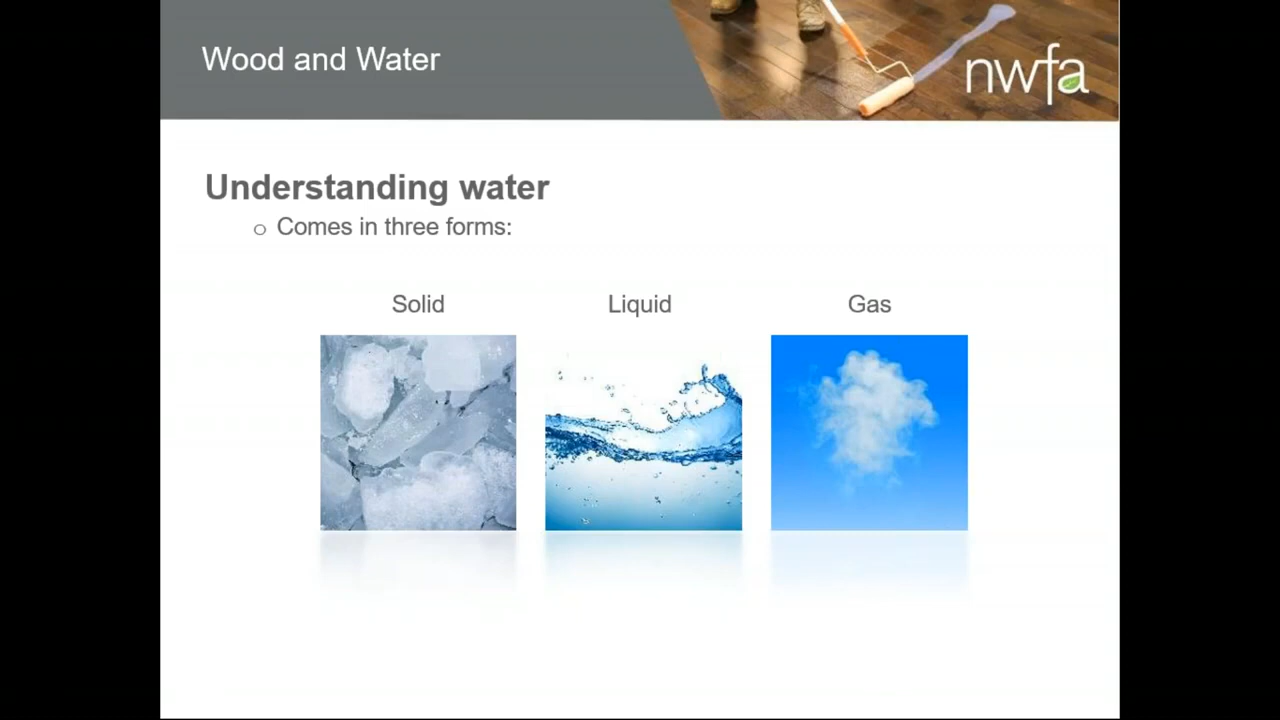 Wood and Water
nwfa
Understanding water
o Comes in three forms:
Solid Liquid Gas